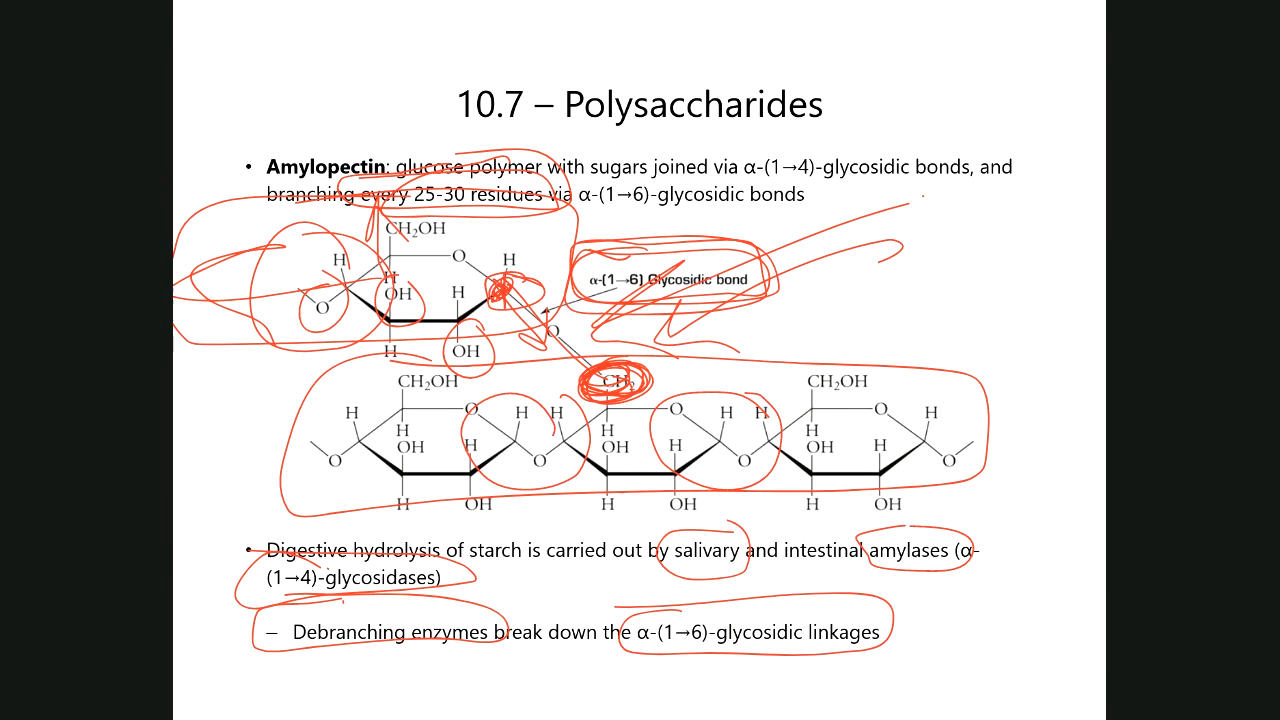 10.7 – Polysaccharides
• Amylopectin: glucose polymer with sugars joined via α-(1→4)-glycosidic bonds, and
branching every 25-30 residues via α-(1→6)-glycosidic bonds
CH₂OH
H O H
H
OH H
O
H OH
α-(1→6) Glycosidic bond
O
CH₂OH CH₂ CH₂OH
H O H H O H H O H
H H H
OH H OH H OH H
O O O O
H OH H OH H OH
• Digestive hydrolysis of starch is carried out by salivary and intestinal amylases (α-
(1→4)-glycosidases)
– Debranching enzymes break down the α-(1→6)-glycosidic linkages